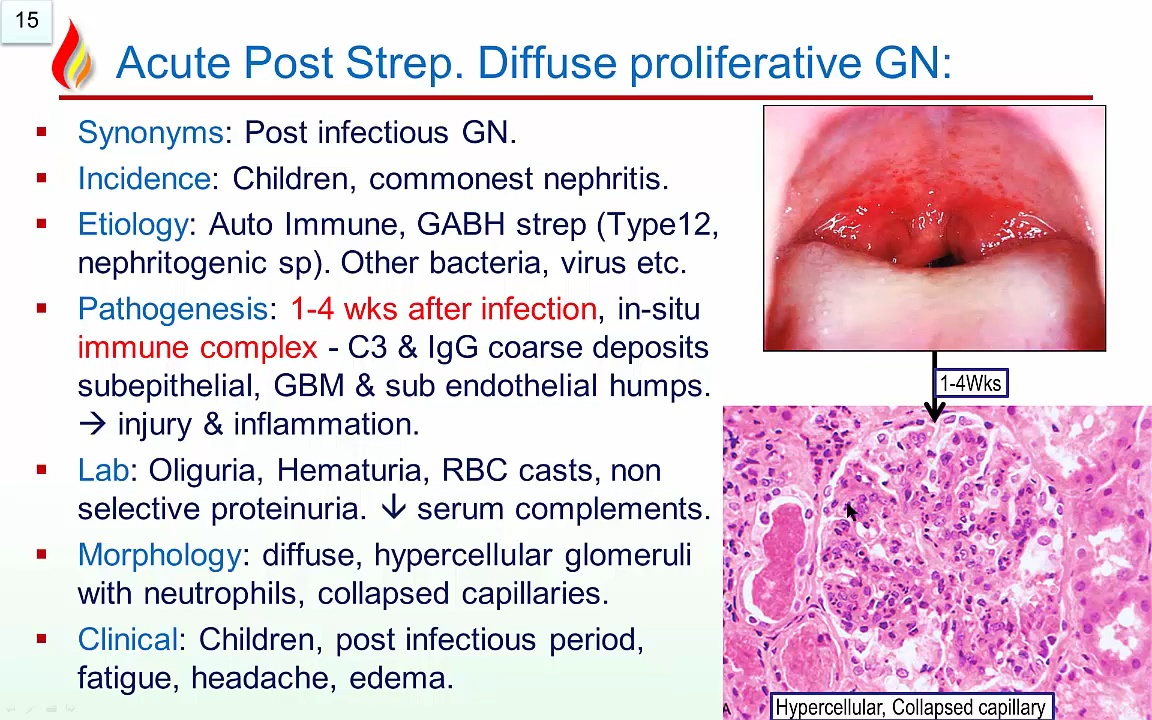 15
Acute Post Strep. Diffuse proliferative GN:
Synonyms: Post infectious GN.
Incidence: Children, commonest nephritis.
Etiology: Auto Immune, GABH strep (Type12,
nephritogenic sp). Other bacteria, virus etc.
Pathogenesis: 1-4 wks after infection, in-situ
immune complex - C3 & IgG coarse deposits
subepithelial, GBM & sub endothelial humps.
→ injury & inflammation.
Lab: Oliguria, Hematuria, RBC casts, non
selective proteinuria. ↓ serum complements.
Morphology: diffuse, hypercellular glomeruli
with neutrophils, collapsed capillaries.
Clinical: Children, post infectious period,
fatigue, headache, edema.
1-4Wks
A
Hypercellular, Collapsed capillary